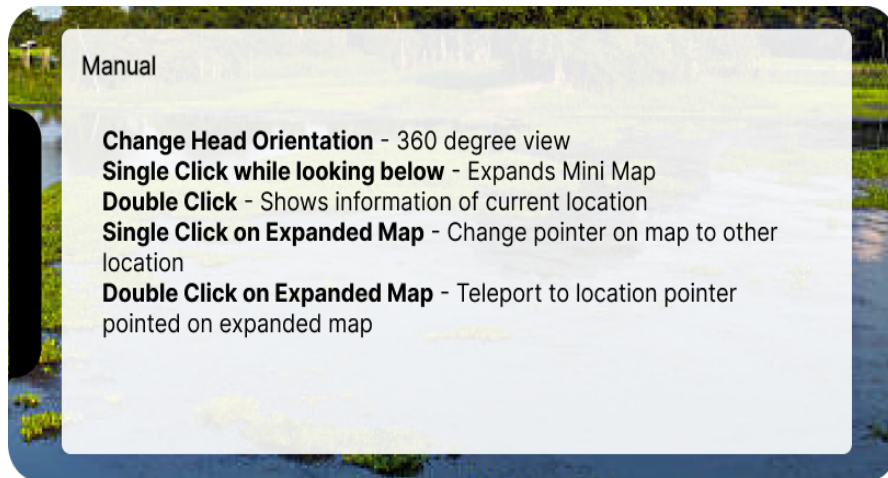 Manual
Change Head Orientation - 360 degree view
Single Click while looking below - Expands Mini Map
Double Click - Shows information of current location
Single Click on Expanded Map - Change pointer on map to other
location
Double Click on Expanded Map - Teleport to location pointer
pointed on expanded map